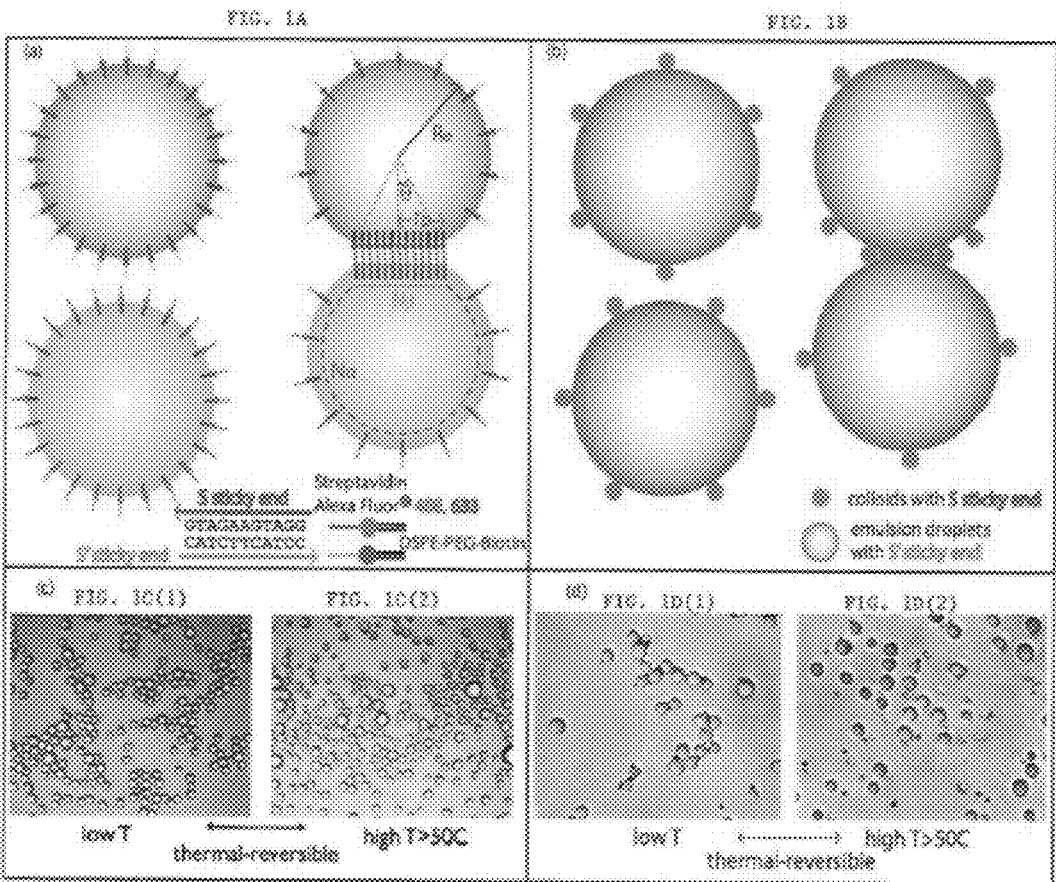 FIG. 1A
FIG. 1B
(a)
(b)
Streptavidin
S sticky end
Alexa Fluor®
GTAGAAGTAGG
CATCTTCATCC
S' sticky end
DSPE-PEG-Biotin
colloids with S sticky end
emulsion droplets
with S' sticky end
(c)
FIG. 1C(1)
FIG. 1C(2)
(d)
FIG. 1D(1)
FIG. 1D(2)
low T
high T>50C
thermal-reversible
low T
high T>50C
thermal-reversible